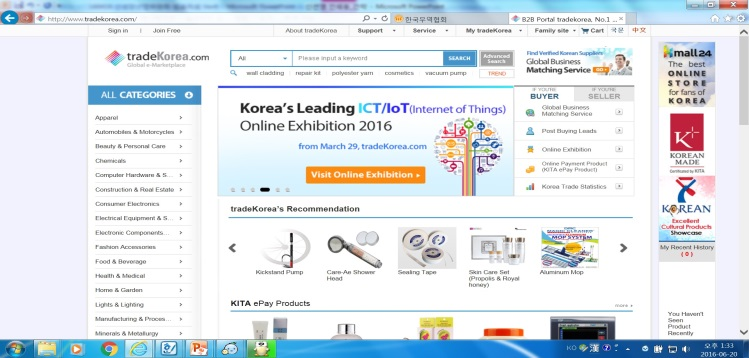 http://www.tradekorea.com/
한국무역협회
B2B Portal tradekorea, No.1 ...
Sign in | Join Free
About tradeKorea
Support
Service
My tradeKorea
Family site
Cart
국문
中文
tradeKorea.com
Global e-Marketplace
All
Please input a keyword
SEARCH
Advanced Search
wall cladding
repair kit
polyester yarn
cosmetics
vacuum pump
TREND
Find Verified Korean Suppliers
Global Business
Matching Service
ALL CATEGORIES
Apparel
Automobiles & Motorcycles
Beauty & Personal Care
Chemicals
Computer Hardware & S...
Construction & Real Estate
Consumer Electronics
Electrical Equipment & S...
Electronic Components...
Fashion Accessories
Food & Beverage
Health & Medical
Home & Garden
Lights & Lighting
Manufacturing & Proces...
Minerals & Metallurgy
Korea's Leading ICT/IoT(Internet of Things)
Online Exhibition 2016
from March 29, tradeKorea.com
Visit Online Exhibition
IF YOU'RE
BUYER
IF YOU'RE
SELLER
Global Business
Matching Service
Post Buying Leads
Online Exhibition
Online Payment Product
(KITA ePay Product)
Korea Trade Statistics
tradeKorea's Recommendation
Kickstand Pump
Care-Ae Shower
Head
Sealing Tape
Skin Care Set
(Propolis & Royal
honey)
Aluminum Mop
MOP SYSTEM
KITA ePay Products
more
Kmall24
The best
ONLINE
STORE
for fans of
KOREA
K+
KOREAN
MADE
Certificated by KITA
KOREAN
Excellent
Cultural Products
Showcase
My Recent History
( 0 )
You Haven't
Seen
Product
Recently
KO
漢
오후 1:33
2016-06-20